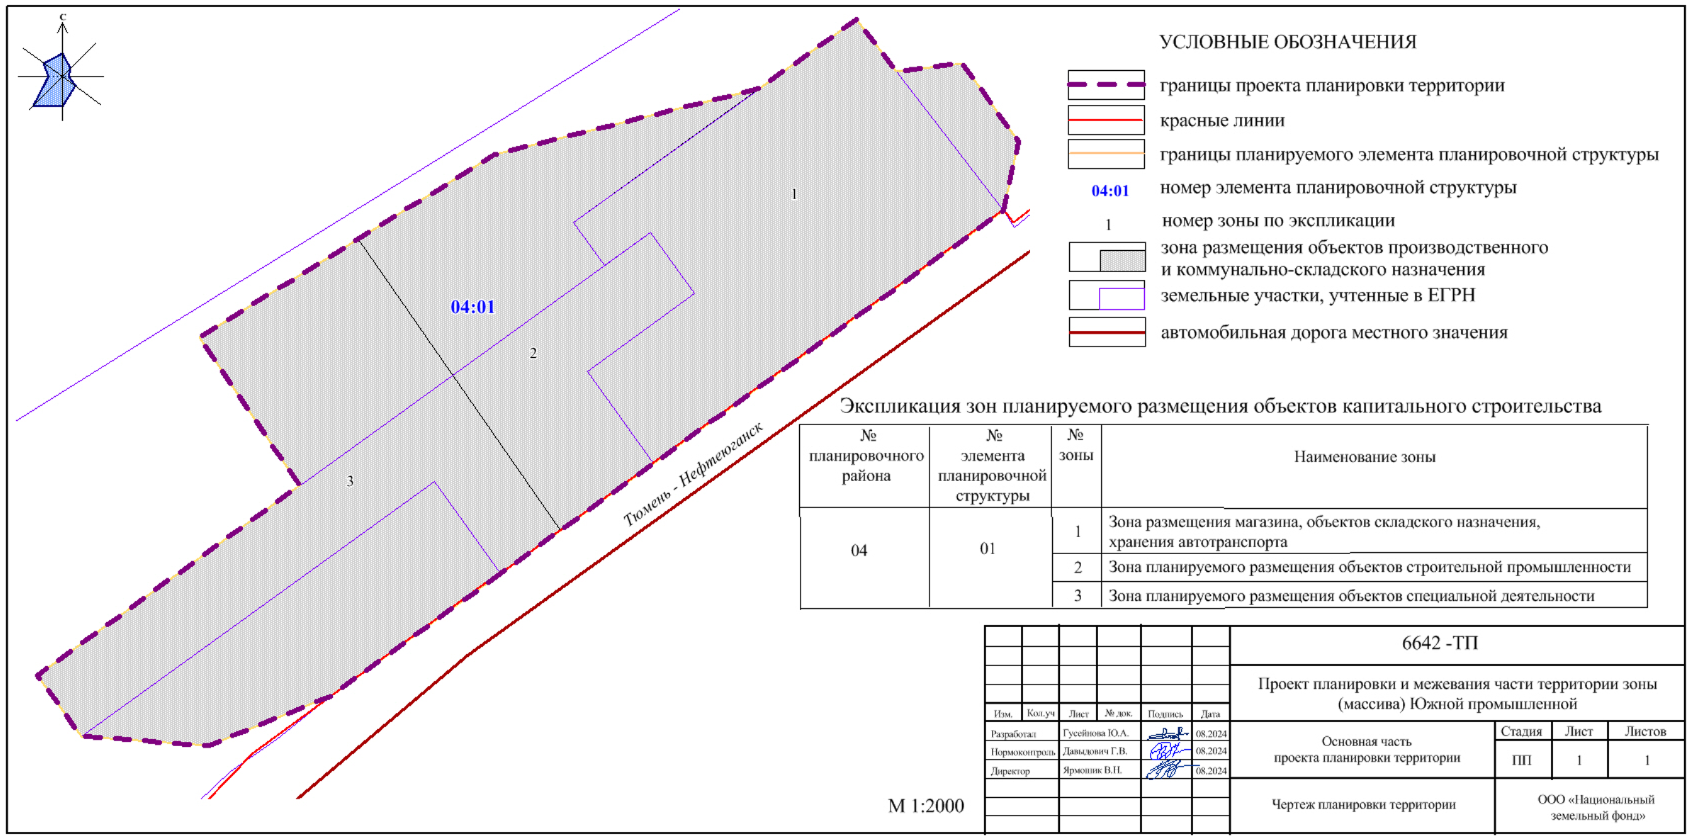 С
УСЛОВНЫЕ ОБОЗНАЧЕНИЯ
границы проекта планировки территории
красные линии
границы планируемого элемента планировочной структуры
04:01
номер элемента планировочной структуры
1
номер зоны по экспликации
зона размещения объектов производственного
и коммунально-складского назначения
земельные участки, учтенные в ЕГРН
автомобильная дорога местного значения
1
04:01
2
3
Тюмень - Нефтеюганск
Экспликация зон планируемого размещения объектов капитального строительства
№
планировочного
района
№
элемента
планировочной
структуры
№
зоны
Наименование зоны
04
01
1
Зона размещения магазина, объектов складского назначения,
хранения автотранспорта
2
Зона планируемого размещения объектов строительной промышленности
3
Зона планируемого размещения объектов специальной деятельности
6642 -ТП
Проект планировки и межевания части территории зоны
(массива) Южной промышленной
Изм. Кол.уч Лист № док. Подпись Дата
Разработал Гусейнова Ю.А. 08.2024
Нормоконтроль Давыдович Г.В. 08.2024
Директор Ярмошик В.Н. 08.2024
Основная часть
проекта планировки территории
Стадия Лист Листов
ПП 1 1
Чертеж планировки территории
ООО «Национальный
земельный фонд»
М 1:2000